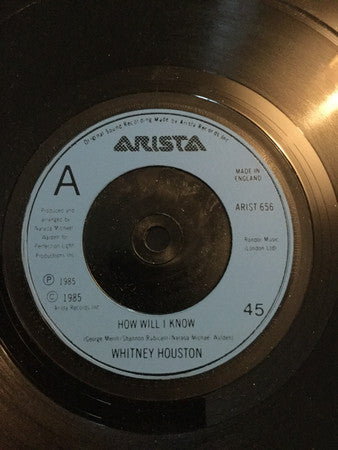 Original Sound Recording Made by Arista Records Inc.
ARISTA
A
MADE IN
ENGLAND
ARIST 656
Produced and
arranged by
Narada Michael
Walden for
Perfection Light
Productions Inc.
Rondor Music
(London Ltd)
Ⓟ 1985
© 1985
Arista Records Inc
45
HOW WILL I KNOW
(George Merrill/Shannon Rubicam/Narada Michael Walden)
WHITNEY HOUSTON